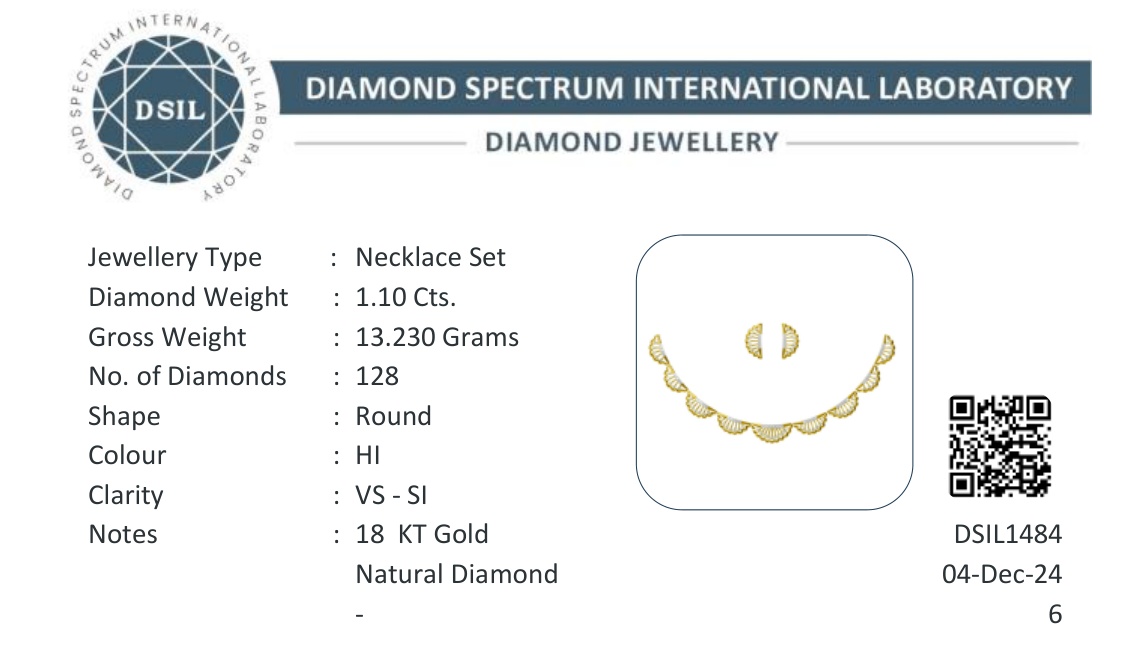 DIAMOND SPECTRUM INTERNATIONAL LABORATORY
DSIL
DIAMOND SPECTRUM INTERNATIONAL LABORATORY
DIAMOND JEWELLERY
Jewellery Type : Necklace Set
Diamond Weight : 1.10 Cts.
Gross Weight : 13.230 Grams
No. of Diamonds : 128
Shape : Round
Colour : HI
Clarity : VS - SI
Notes : 18 KT Gold
Natural Diamond
-
DSIL1484
04-Dec-24
6